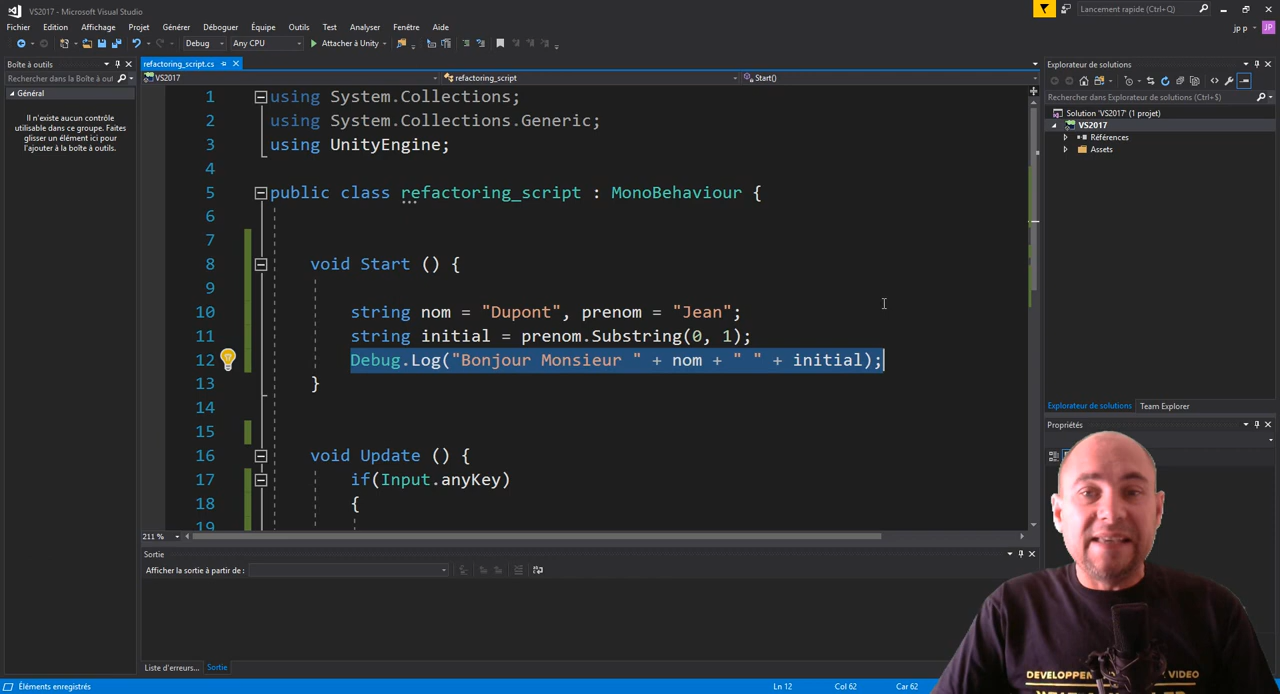 VS2017 - Microsoft Visual Studio
Lancement rapide (Ctrl+Q)
Fichier Edition Affichage Projet Générer Déboguer Équipe Outils Test Analyser Fenêtre Aide
jp p JP
Debug Any CPU Attacher à Unity
Boîte à outils
Rechercher dans la Boîte à outils
Général
Il n'existe aucun contrôle
utilisable dans ce groupe. Faites
glisser un élément ici pour
l'ajouter à la boîte à outils.
refactoring_script.cs
VS2017 refactoring_script Start()
1 using System.Collections;
2 using System.Collections.Generic;
3 using UnityEngine;
4
5 public class refactoring_script : MonoBehaviour {
6
7
8 void Start () {
9
10 string nom = "Dupont", prenom = "Jean";
11 string initial = prenom.Substring(0, 1);
12 Debug.Log("Bonjour Monsieur " + nom + " " + initial);
13 }
14
15
16 void Update () {
17 if(Input.anyKey)
18 {
19
211 %
Sortie
Afficher la sortie à partir de :
Liste d'erreurs... Sortie
Explorateur de solutions
Rechercher dans Explorateur de solutions (Ctrl+$)
Solution 'VS2017' (1 projet)
VS2017
Références
Assets
Explorateur de solutions Team Explorer
Propriétés
Éléments enregistrés
Ln 12 Col 62 Car 62